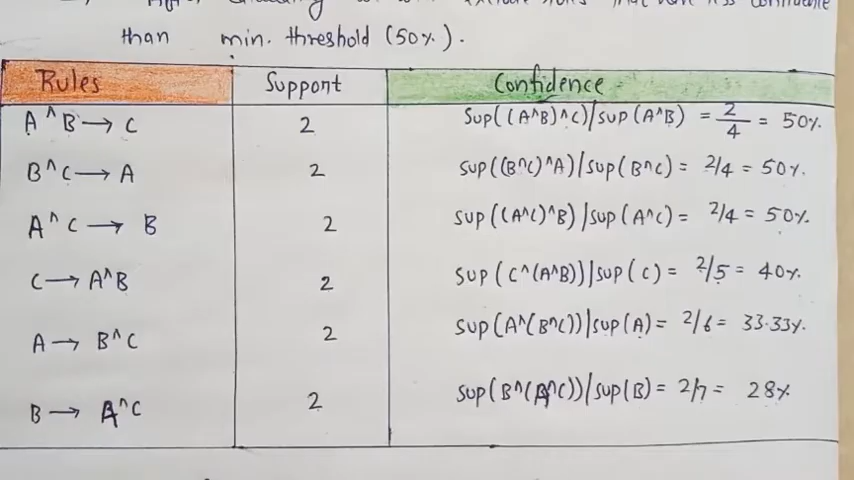 than min. threshold (50%).
Rules Support Confidence
A^B → C 2 Sup((A^B)^C)/sup(A^B) = 2/4 = 50%.
B^C → A 2 Sup((B^C)^A)/sup(B^C) = 2/4 = 50%.
A^C → B 2 Sup((A^C)^B)/sup(A^C) = 2/4 = 50%.
C → A^B 2 Sup(C^(A^B))/sup(C) = 2/5 = 40%.
A → B^C 2 Sup(A^(B^C))/sup(A) = 2/6 = 33.33%.
B → A^C 2 Sup(B^(A^C))/sup(B) = 2/7 = 28%